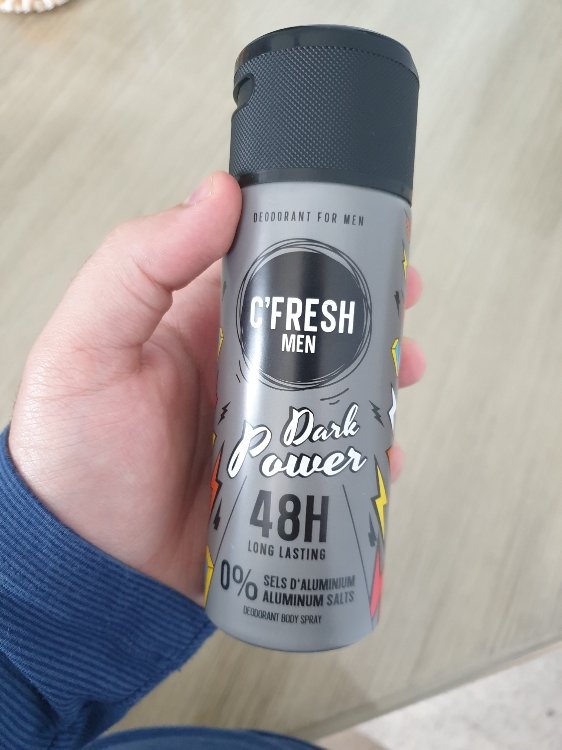 DEODORANT FOR MEN
C'FRESH
MEN
Dark
Power
48H
LONG LASTING
0% SELS D'ALUMINIUM
ALUMINUM SALTS
DEODORANT BODY SPRAY